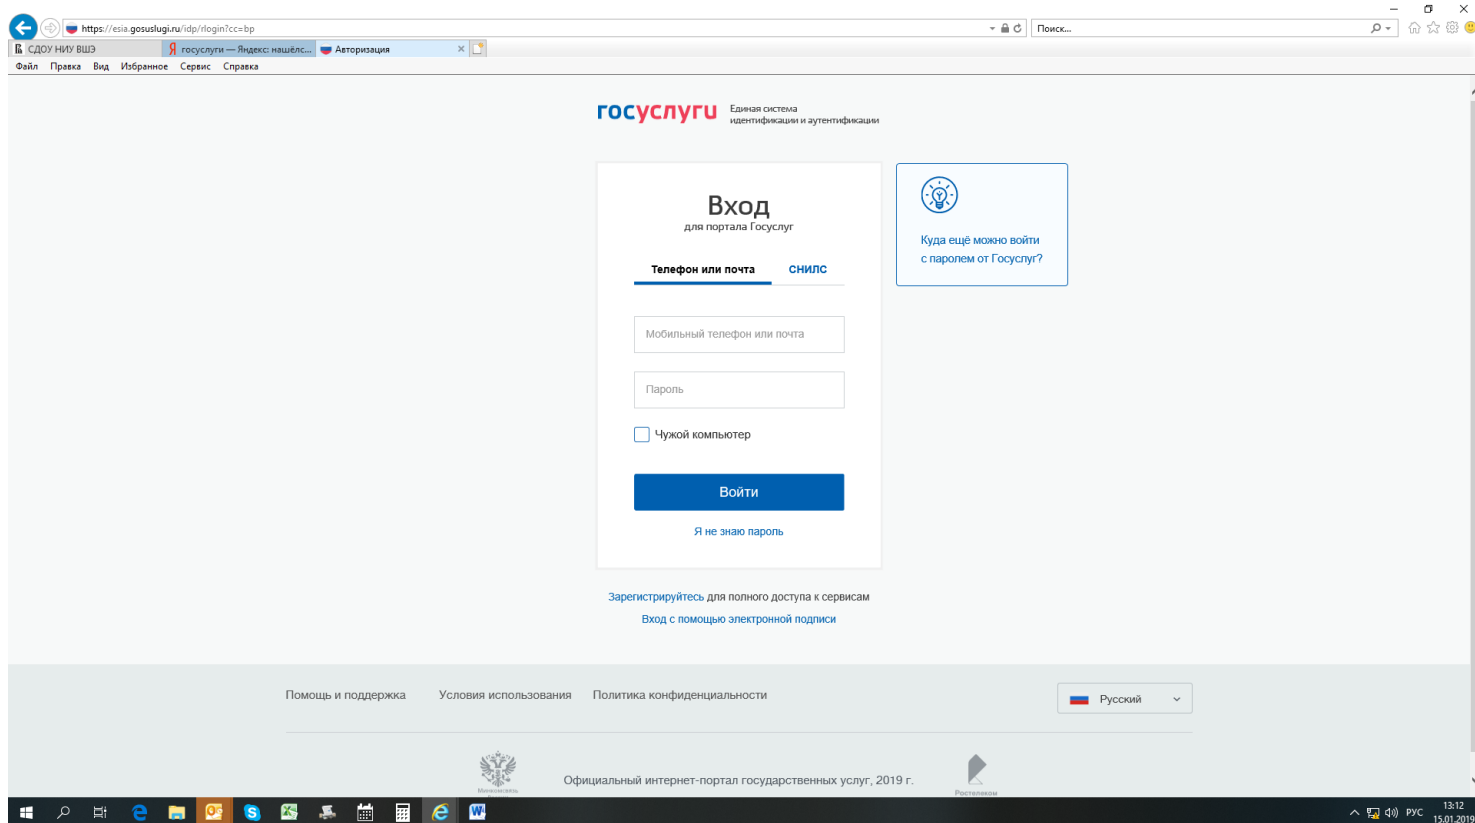 https://esia.gosuslugi.ru/idp/rlogin?cc=bp
Поиск...
СДОУ НИУ ВШЭ
Я госуслуги — Яндекс: нашёлс...
Авторизация
Файл Правка Вид Избранное Сервис Справка
госуслуги
Единая система
идентификации и аутентификации
Вход
для портала Госуслуг
Телефон или почта
СНИЛС
Мобильный телефон или почта
Пароль
Чужой компьютер
Войти
Я не знаю пароль
Куда ещё можно войти
с паролем от Госуслуг?
Зарегистрируйтесь для полного доступа к сервисам
Вход с помощью электронной подписи
Помощь и поддержка
Условия использования
Политика конфиденциальности
Русский
Минкомсвязь
Официальный интернет-портал государственных услуг, 2019 г.
Ростелеком
РУС
13:12
15.01.2019